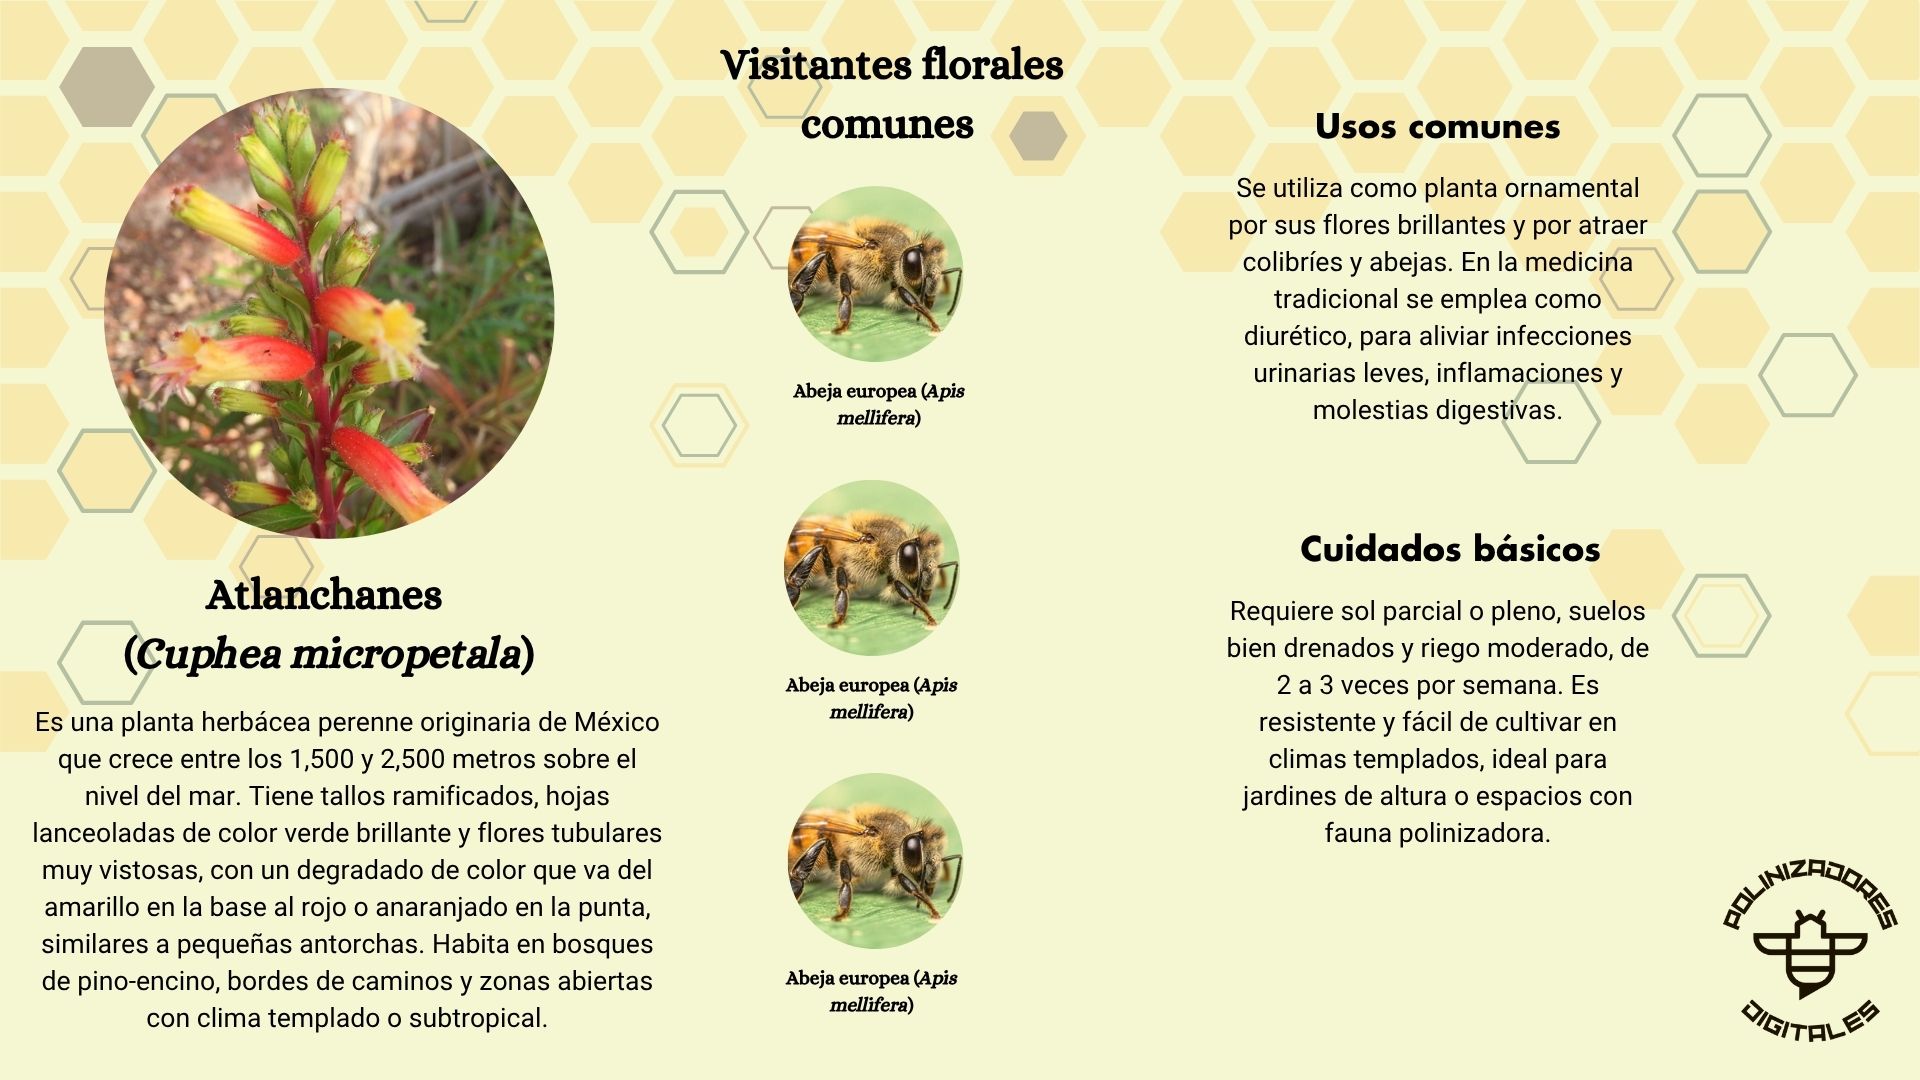 Atlanchanes
(Cuphea micropetala)
Es una planta herbácea perenne originaria de México
que crece entre los 1,500 y 2,500 metros sobre el
nivel del mar. Tiene tallos ramificados, hojas
lanceoladas de color verde brillante y flores tubulares
muy vistosas, con un degradado de color que va del
amarillo en la base al rojo o anaranjado en la punta,
similares a pequeñas antorchas. Habita en bosques
de pino-encino, bordes de caminos y zonas abiertas
con clima templado o subtropical.
Visitantes florales
comunes
Abeja europea (Apis
mellifera)
Abeja europea (Apis
mellifera)
Abeja europea (Apis
mellifera)
Usos comunes
Se utiliza como planta ornamental
por sus flores brillantes y por atraer
colibríes y abejas. En la medicina
tradicional se emplea como
diurético, para aliviar infecciones
urinarias leves, inflamaciones y
molestias digestivas.
Cuidados básicos
Requiere sol parcial o pleno, suelos
bien drenados y riego moderado, de
2 a 3 veces por semana. Es
resistente y fácil de cultivar en
climas templados, ideal para
jardines de altura o espacios con
fauna polinizadora.
POLINIZADORES
DIGITALES